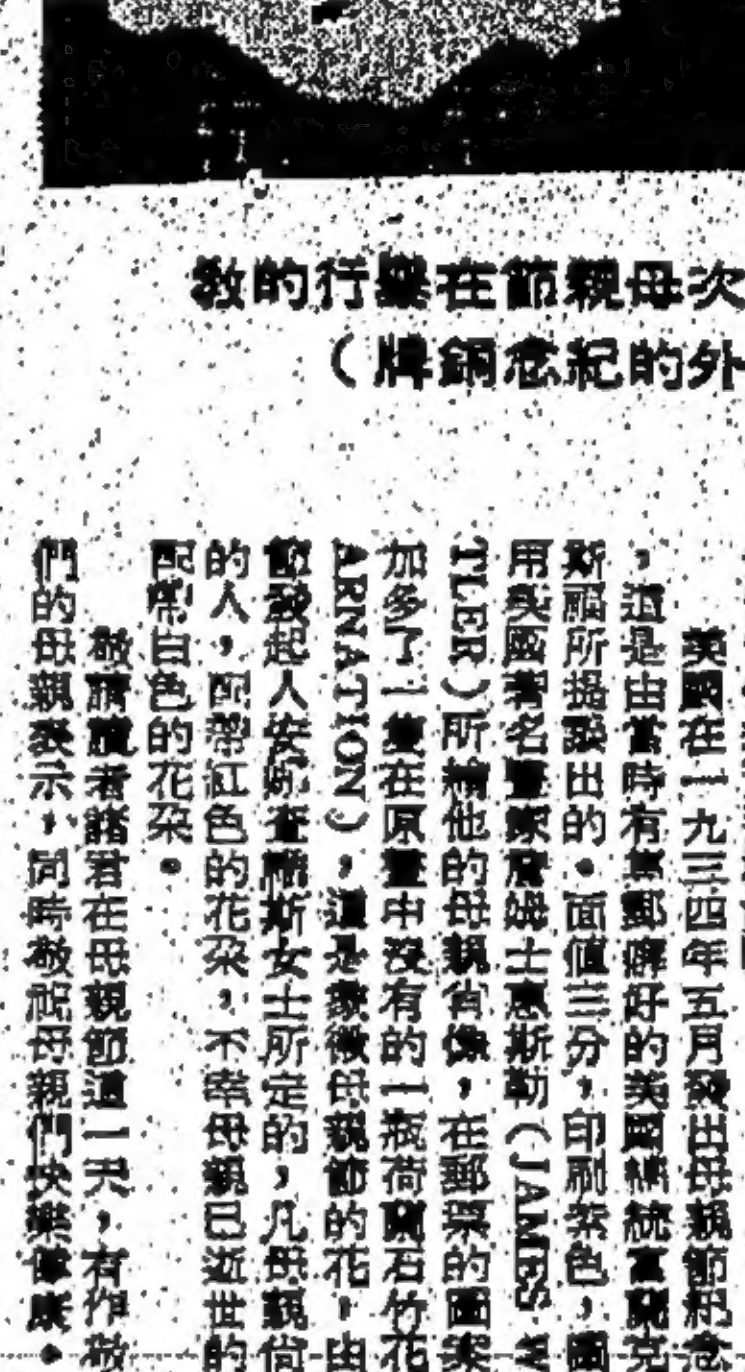 次母親節在舉行的教
外的紀念銅牌）
美國在一九三四年五月發出母親節紀念
，這是由當時有集郵癖好的美國總統富蘭克
斯福所提議出的。面值三分，印刷紫色，圖
用美國著名畫家詹姆士惠斯勒（JAMES
TLER）所繪他的母親肖像，在郵票的圖案
加多了一隻在原畫中沒有的一瓶荷蘭石竹花
ARNATION），這是象徵母親節的花，由
節發起人安娜查維斯女士所定的，凡母親尚
的人，配帶紅色的花朶，不幸母親已逝世的
配帶白色的花朶。
敬請讀者諸君在母親節這一天，有作敬
們的母親表示，同時敬祝母親們快樂健康。